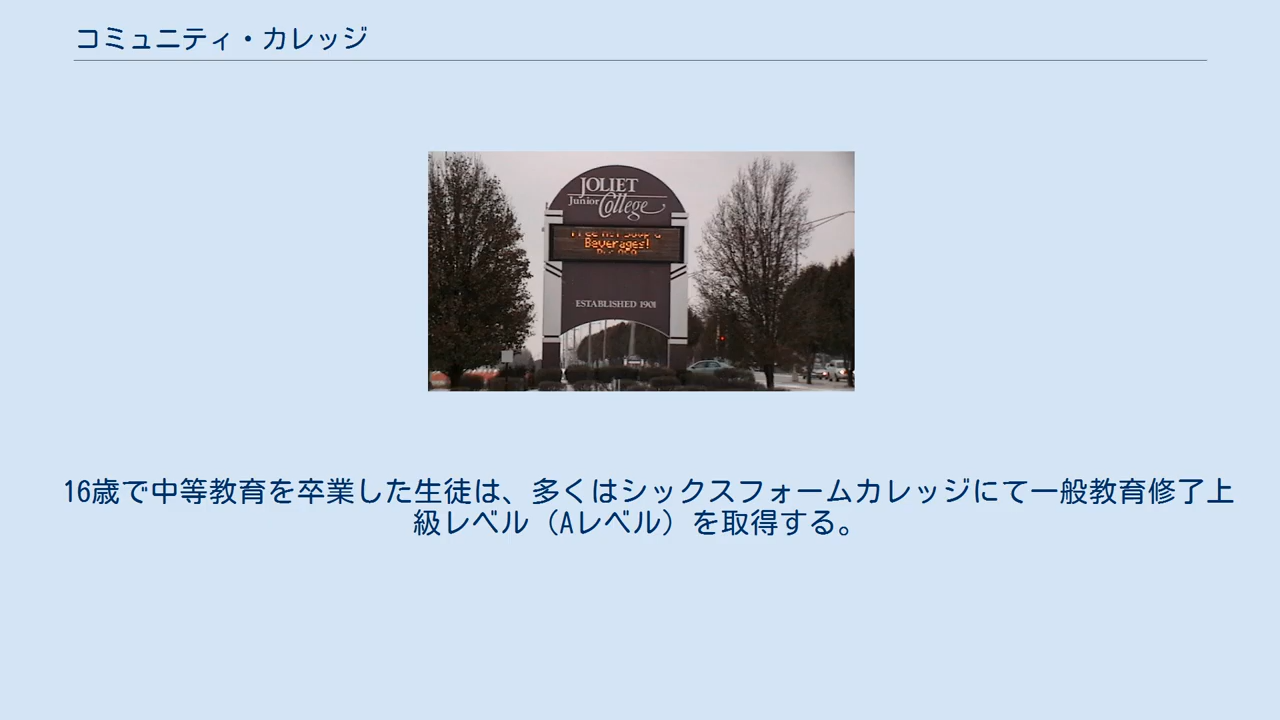 コミュニティ・カレッジ
JOLIET
Junior College
Beverages!
ESTABLISHED 1901
16歳で中等教育を卒業した生徒は、多くはシックスフォームカレッジにて一般教育修了上
級レベル（Aレベル）を取得する。